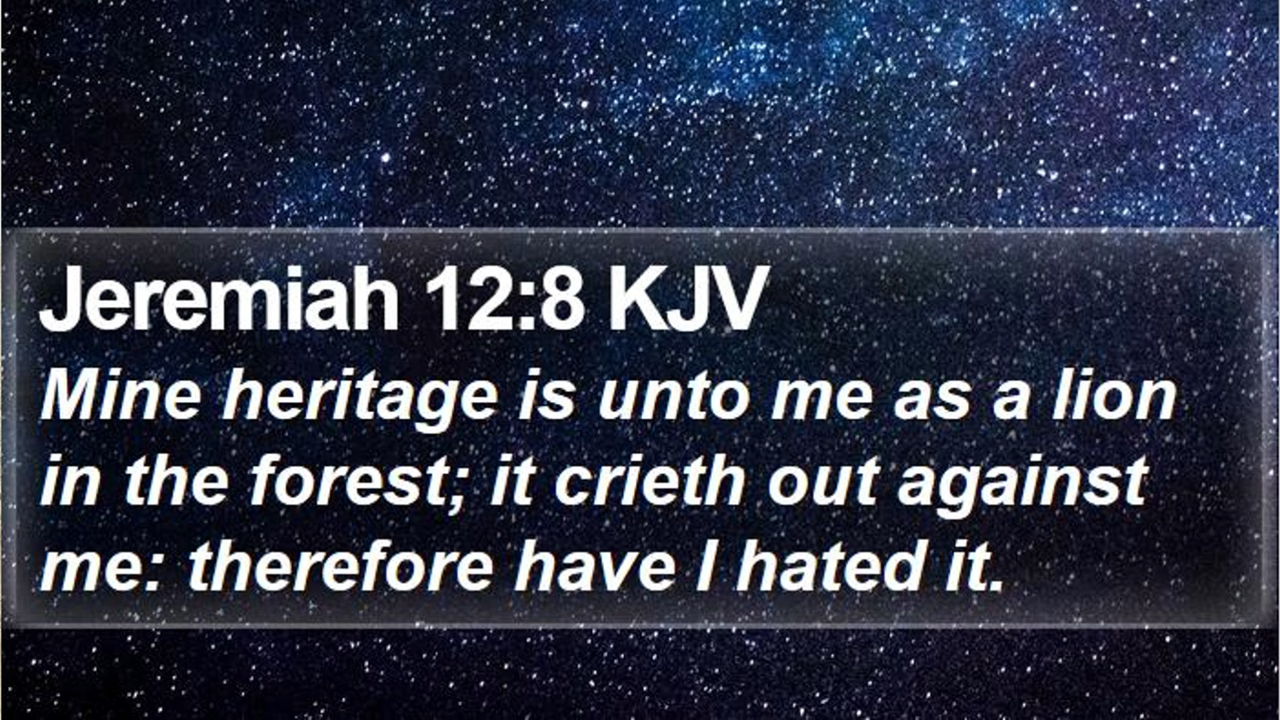 Jeremiah 12:8 KJV
Mine heritage is unto me as a lion
in the forest; it crieth out against
me: therefore have I hated it.